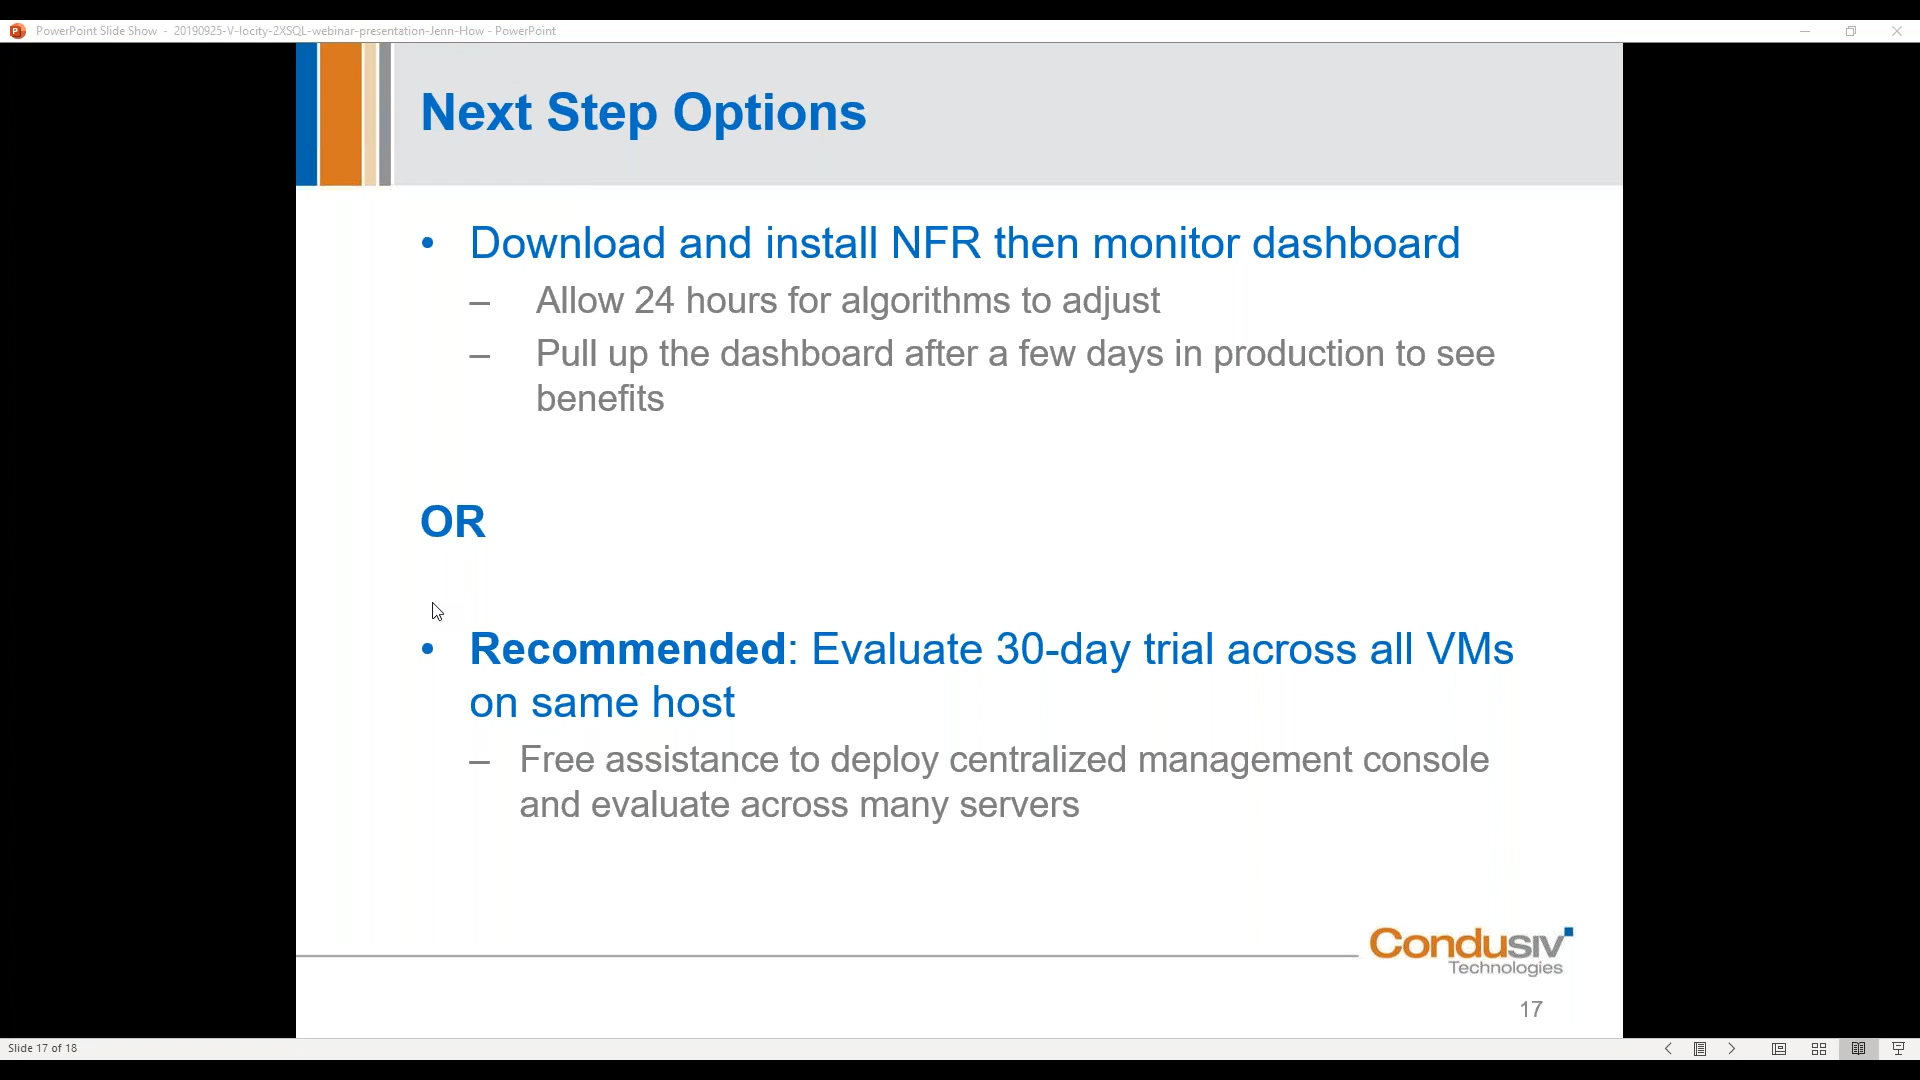 PowerPoint Slide Show - 20190925-V-locity-2XSQL-webinar-presentation-Jenn-How - PowerPoint
Next Step Options
• Download and install NFR then monitor dashboard
– Allow 24 hours for algorithms to adjust
– Pull up the dashboard after a few days in production to see
benefits
OR
• Recommended: Evaluate 30-day trial across all VMs
on same host
– Free assistance to deploy centralized management console
and evaluate across many servers
Condusiv
Technologies
17
Slide 17 of 18